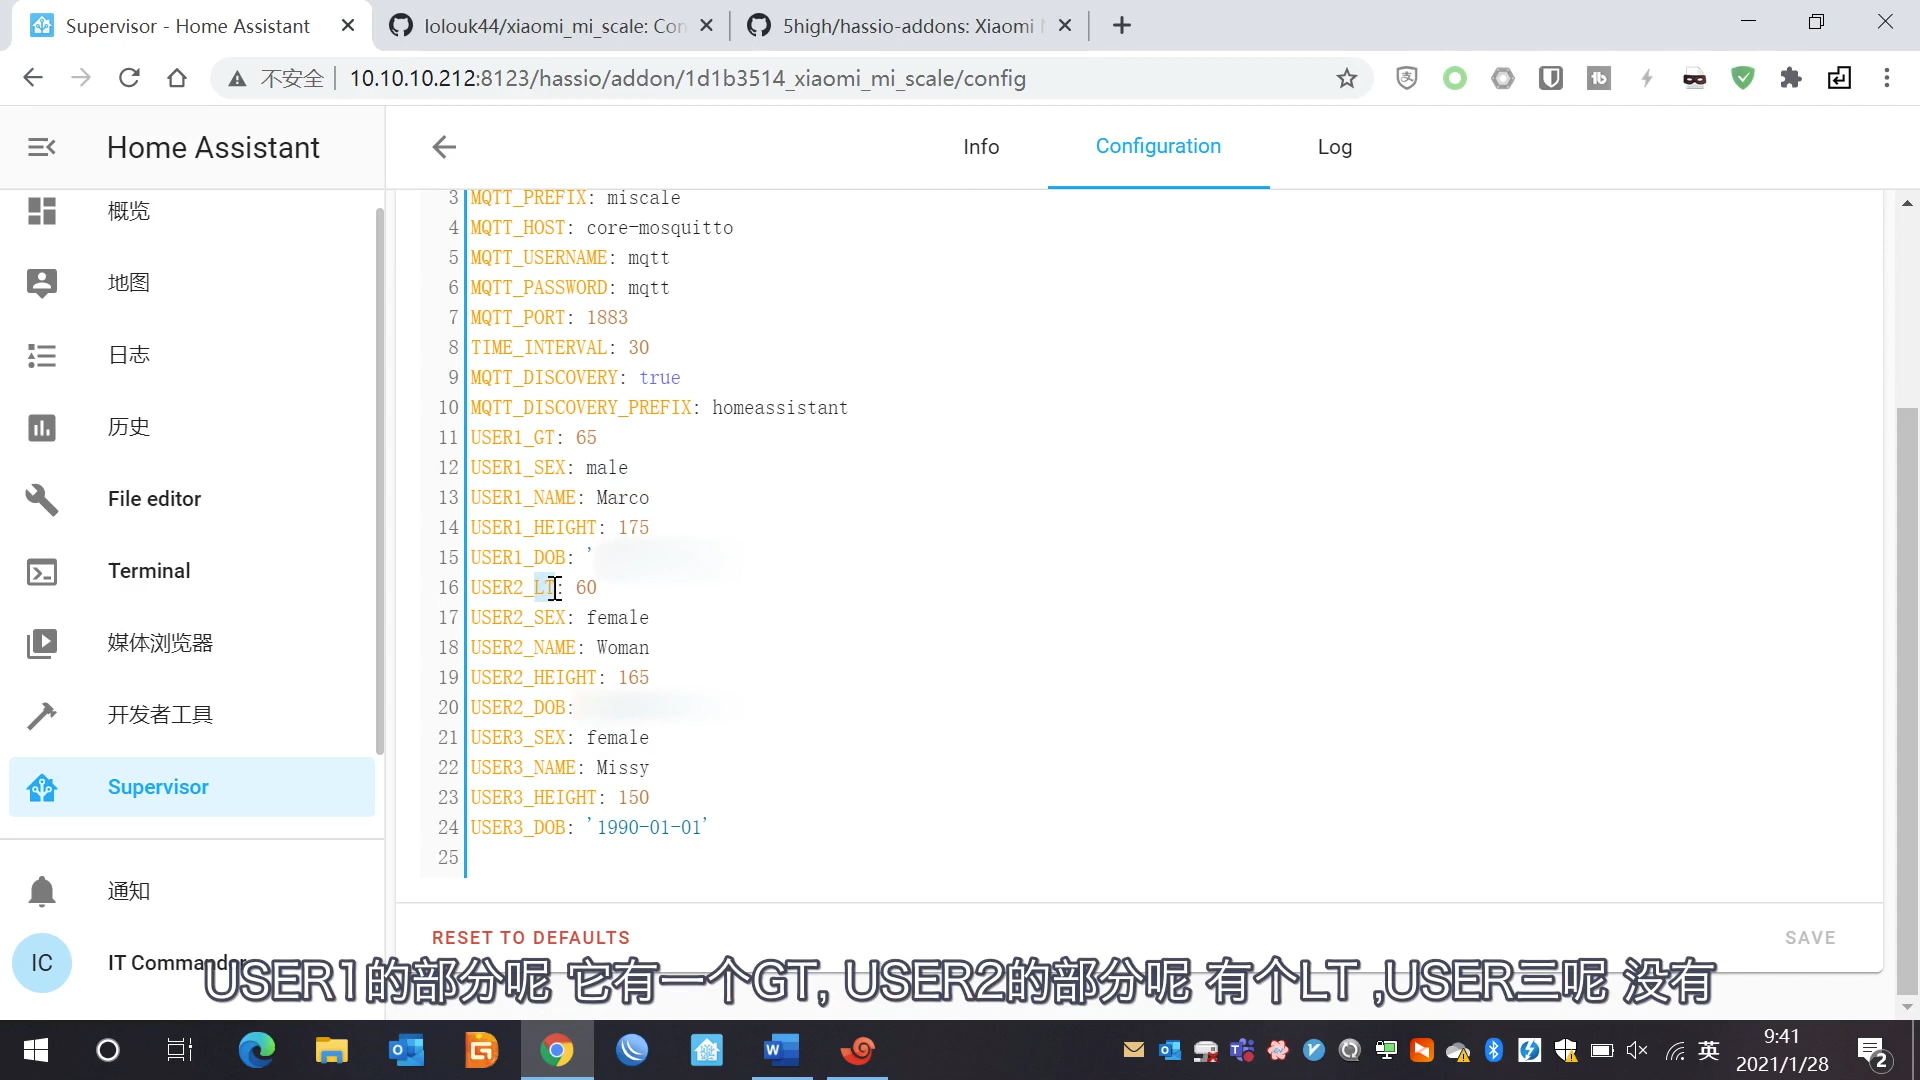 Supervisor - Home Assistant
lolouk44/xiaomi_mi_scale: Con
5high/hassio-addons: Xiaomi
不安全
10.10.10.212:8123/hassio/addon/1d1b3514_xiaomi_mi_scale/config
Home Assistant
Info
Configuration
Log
概览
地图
日志
历史
File editor
Terminal
媒体浏览器
开发者工具
Supervisor
通知
IC
IT Commander
3 MQTT_PREFIX: miscale
4 MQTT_HOST: core-mosquitto
5 MQTT_USERNAME: mqtt
6 MQTT_PASSWORD: mqtt
7 MQTT_PORT: 1883
8 TIME_INTERVAL: 30
9 MQTT_DISCOVERY: true
10 MQTT_DISCOVERY_PREFIX: homeassistant
11 USER1_GT: 65
12 USER1_SEX: male
13 USER1_NAME: Marco
14 USER1_HEIGHT: 175
15 USER1_DOB: '
16 USER2_LT: 60
17 USER2_SEX: female
18 USER2_NAME: Woman
19 USER2_HEIGHT: 165
20 USER2_DOB:
21 USER3_SEX: female
22 USER3_NAME: Missy
23 USER3_HEIGHT: 150
24 USER3_DOB: '1990-01-01'
25
RESET TO DEFAULTS
SAVE
USER1的部分呢 它有一个GT, USER2的部分呢 有个LT ,USER三呢 没有
英
9:41
2021/1/28
2